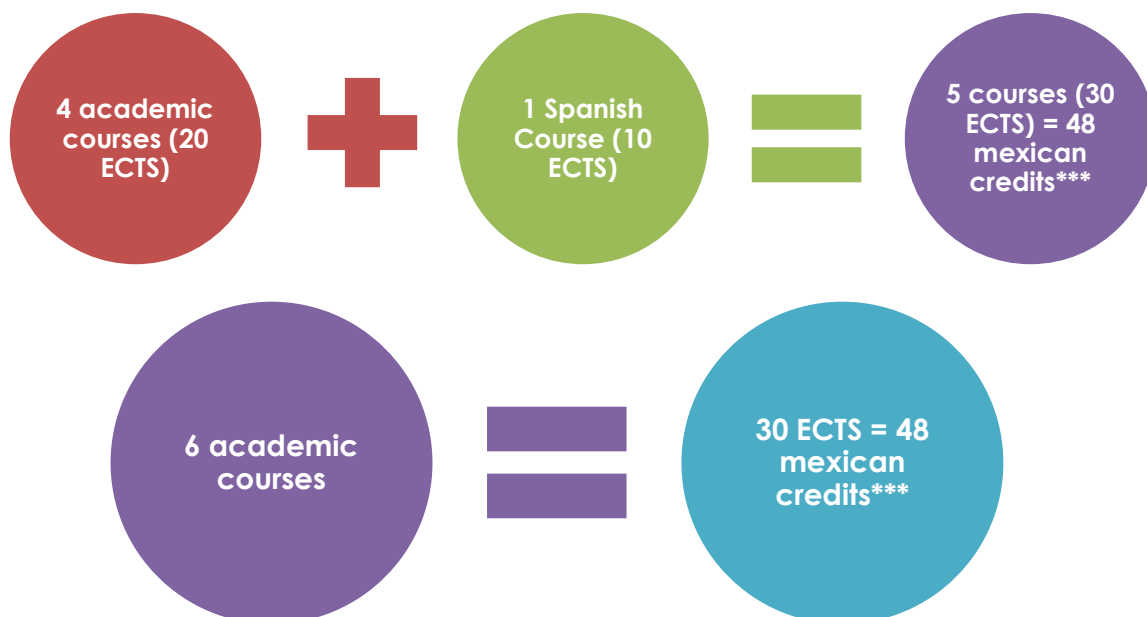 4 academic
courses (20
ECTS)
1 Spanish
Course (10
ECTS)
5 courses (30
ECTS) = 48
mexican
credits***
6 academic
courses
30 ECTS = 48
mexican
credits***